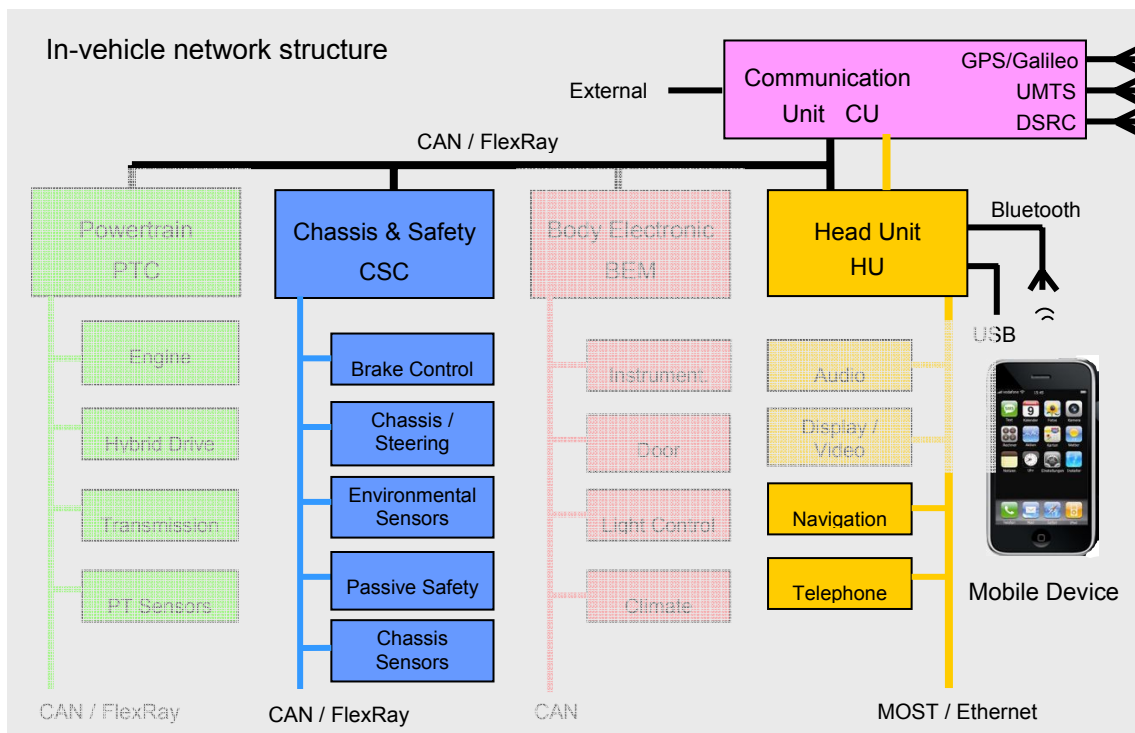 In-vehicle network structure
External
Communication
Unit CU
GPS/Galileo
UMTS
DSRC
CAN / FlexRay
Powertrain
PTC
Engine
Hybrid Drive
Transmission
PT Sensors
CAN / FlexRay
Chassis & Safety
CSC
Brake Control
Chassis /
Steering
Environmental
Sensors
Passive Safety
Chassis
Sensors
CAN / FlexRay
Body Electronic
BEM
Instrument.
Door
Light Control
Climate
CAN
Head Unit
HU
Audio
Display /
Video
Navigation
Telephone
MOST / Ethernet
Bluetooth
USB
Mobile Device